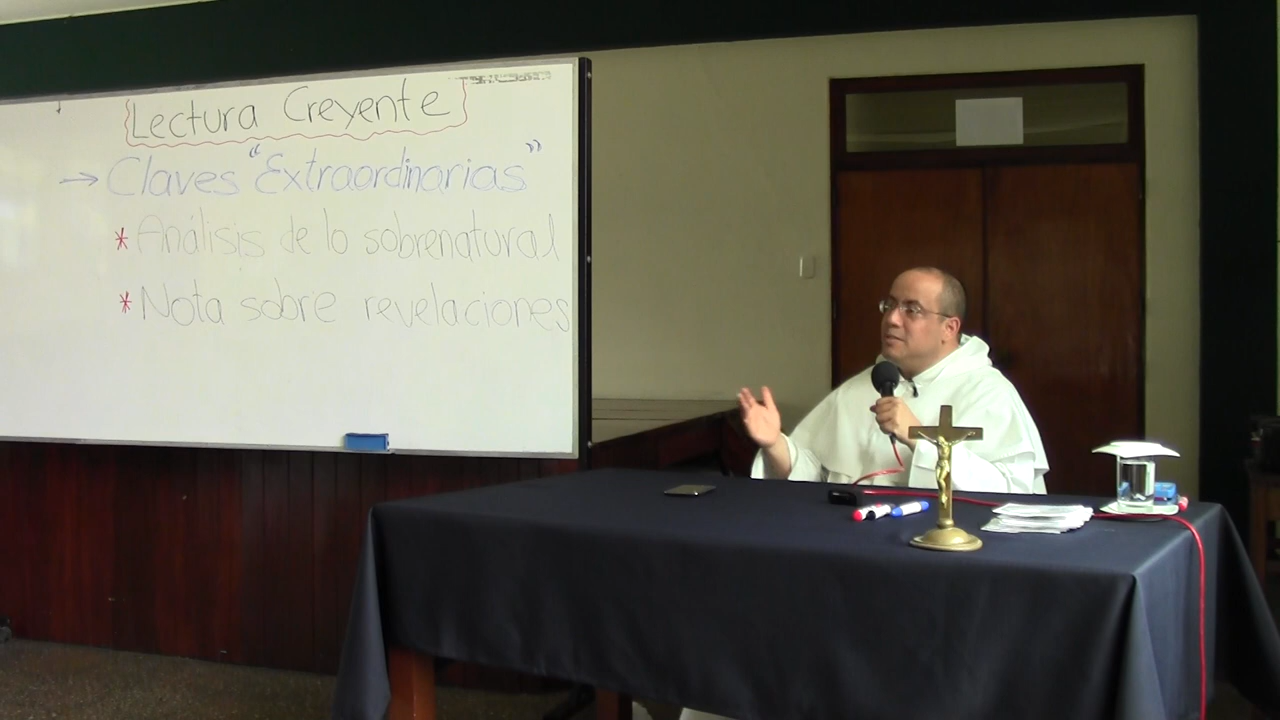 Lectura Creyente
→ Claves "Extraordinarias"
* Análisis de lo sobrenatural
* Nota sobre revelaciones